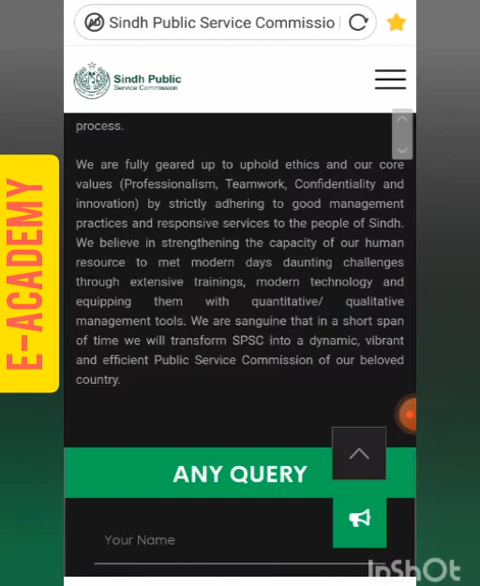 Sindh Public Service Commissio
Sindh Public
Service Commission
process.
We are fully geared up to uphold ethics and our core
values (Professionalism, Teamwork, Confidentiality and
innovation) by strictly adhering to good management
practices and responsive services to the people of Sindh.
We believe in strengthening the capacity of our human
resource to met modern days daunting challenges
through extensive trainings, modern technology and
equipping them with quantitative/ qualitative
management tools. We are sanguine that in a short span
of time we will transform SPSC into a dynamic, vibrant
and efficient Public Service Commission of our beloved
country.
E-ACADEMY
ANY QUERY
Your Name
InShOt